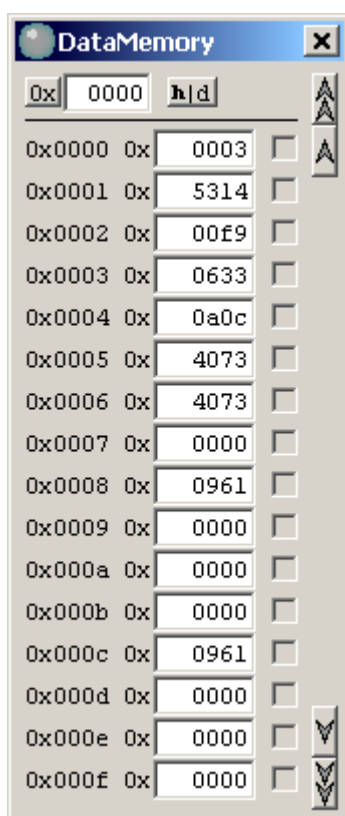 DataMemory
0x 0000 h|d
0x0000 0x 0003
0x0001 0x 5314
0x0002 0x 00f9
0x0003 0x 0633
0x0004 0x 0a0c
0x0005 0x 4073
0x0006 0x 4073
0x0007 0x 0000
0x0008 0x 0961
0x0009 0x 0000
0x000a 0x 0000
0x000b 0x 0000
0x000c 0x 0961
0x000d 0x 0000
0x000e 0x 0000
0x000f 0x 0000